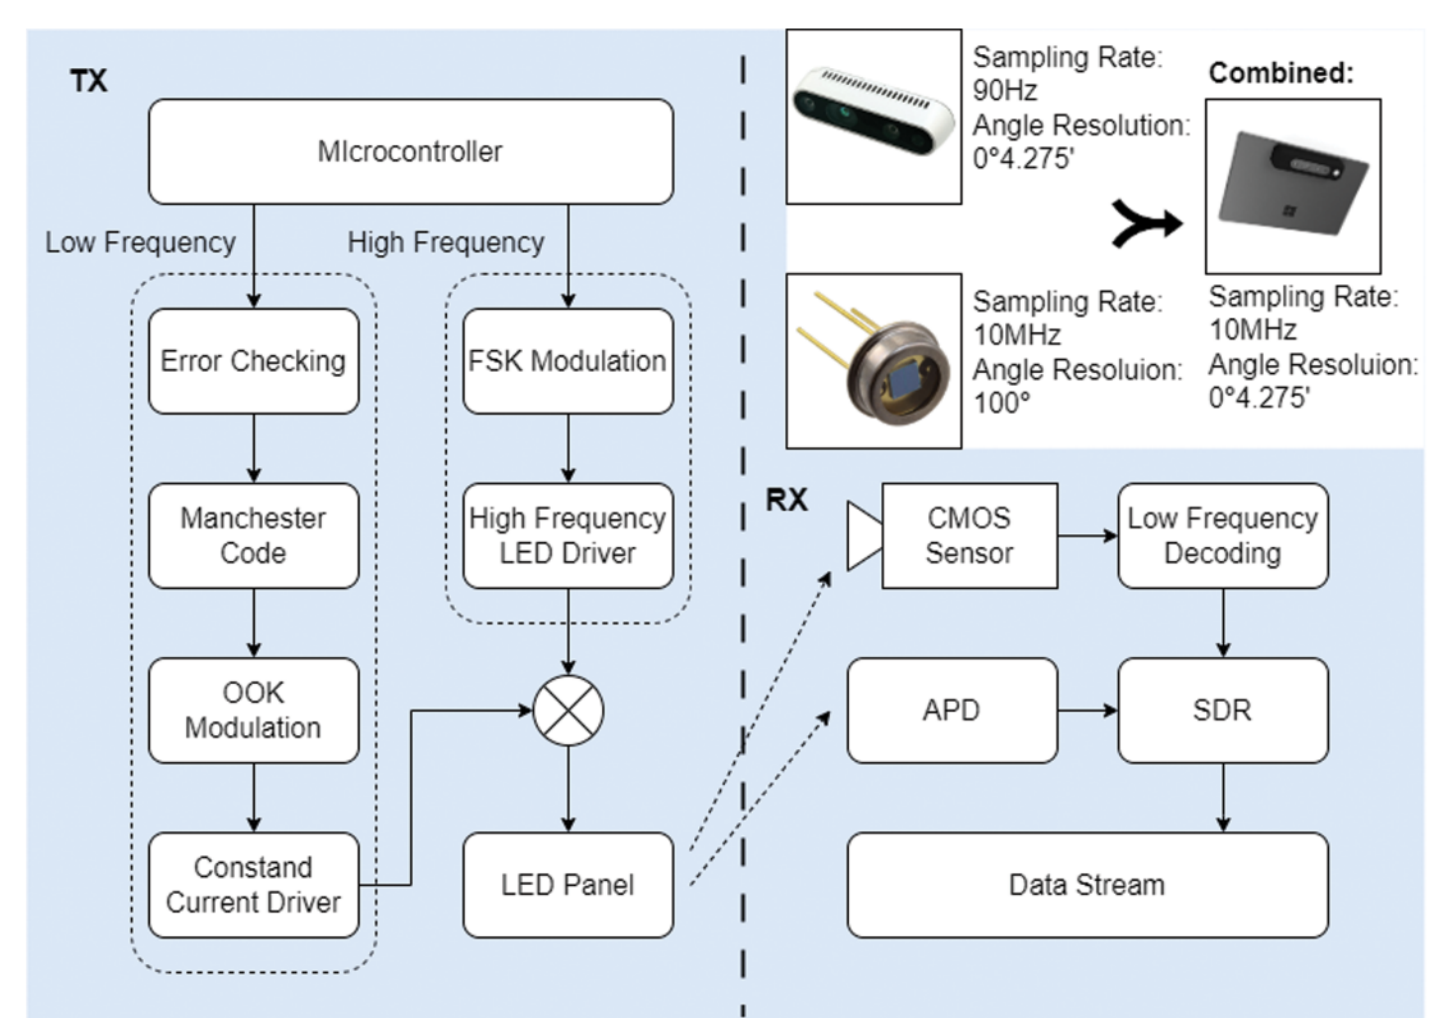 TX
MIcrocontroller
Low Frequency
High Frequency
Error Checking
FSK Modulation
Manchester
Code
High Frequency
LED Driver
OOK
Modulation
Constand
Current Driver
LED Panel
Sampling Rate:
90Hz
Angle Resolution:
0°4.275'
Combined:
Sampling Rate:
10MHz
Angle Resoluion:
100°
Sampling Rate:
10MHz
Angle Resoluion:
0°4.275'
RX
CMOS
Sensor
Low Frequency
Decoding
APD
SDR
Data Stream